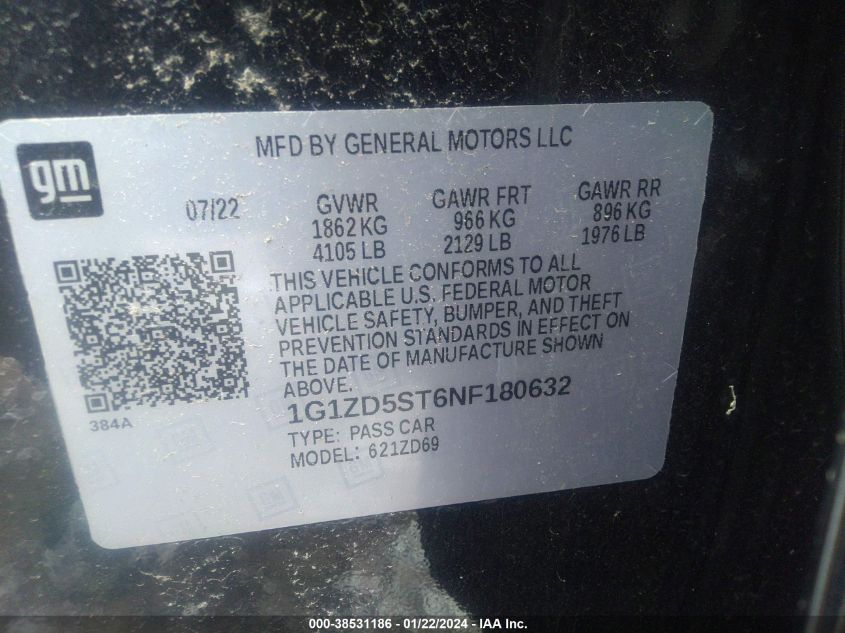 MFD BY GENERAL MOTORS LLC
gm
07/22 GVWR GAWR FRT GAWR RR
1862 KG 966 KG 896 KG
4105 LB 2129 LB 1976 LB
THIS VEHICLE CONFORMS TO ALL
APPLICABLE U.S. FEDERAL MOTOR
VEHICLE SAFETY, BUMPER, AND THEFT
PREVENTION STANDARDS IN EFFECT ON
THE DATE OF MANUFACTURE SHOWN
ABOVE.
384A
1G1ZD5ST6NF180632
TYPE: PASS CAR
MODEL: 621ZD69
000-38531186 - 01/22/2024 - IAA Inc.